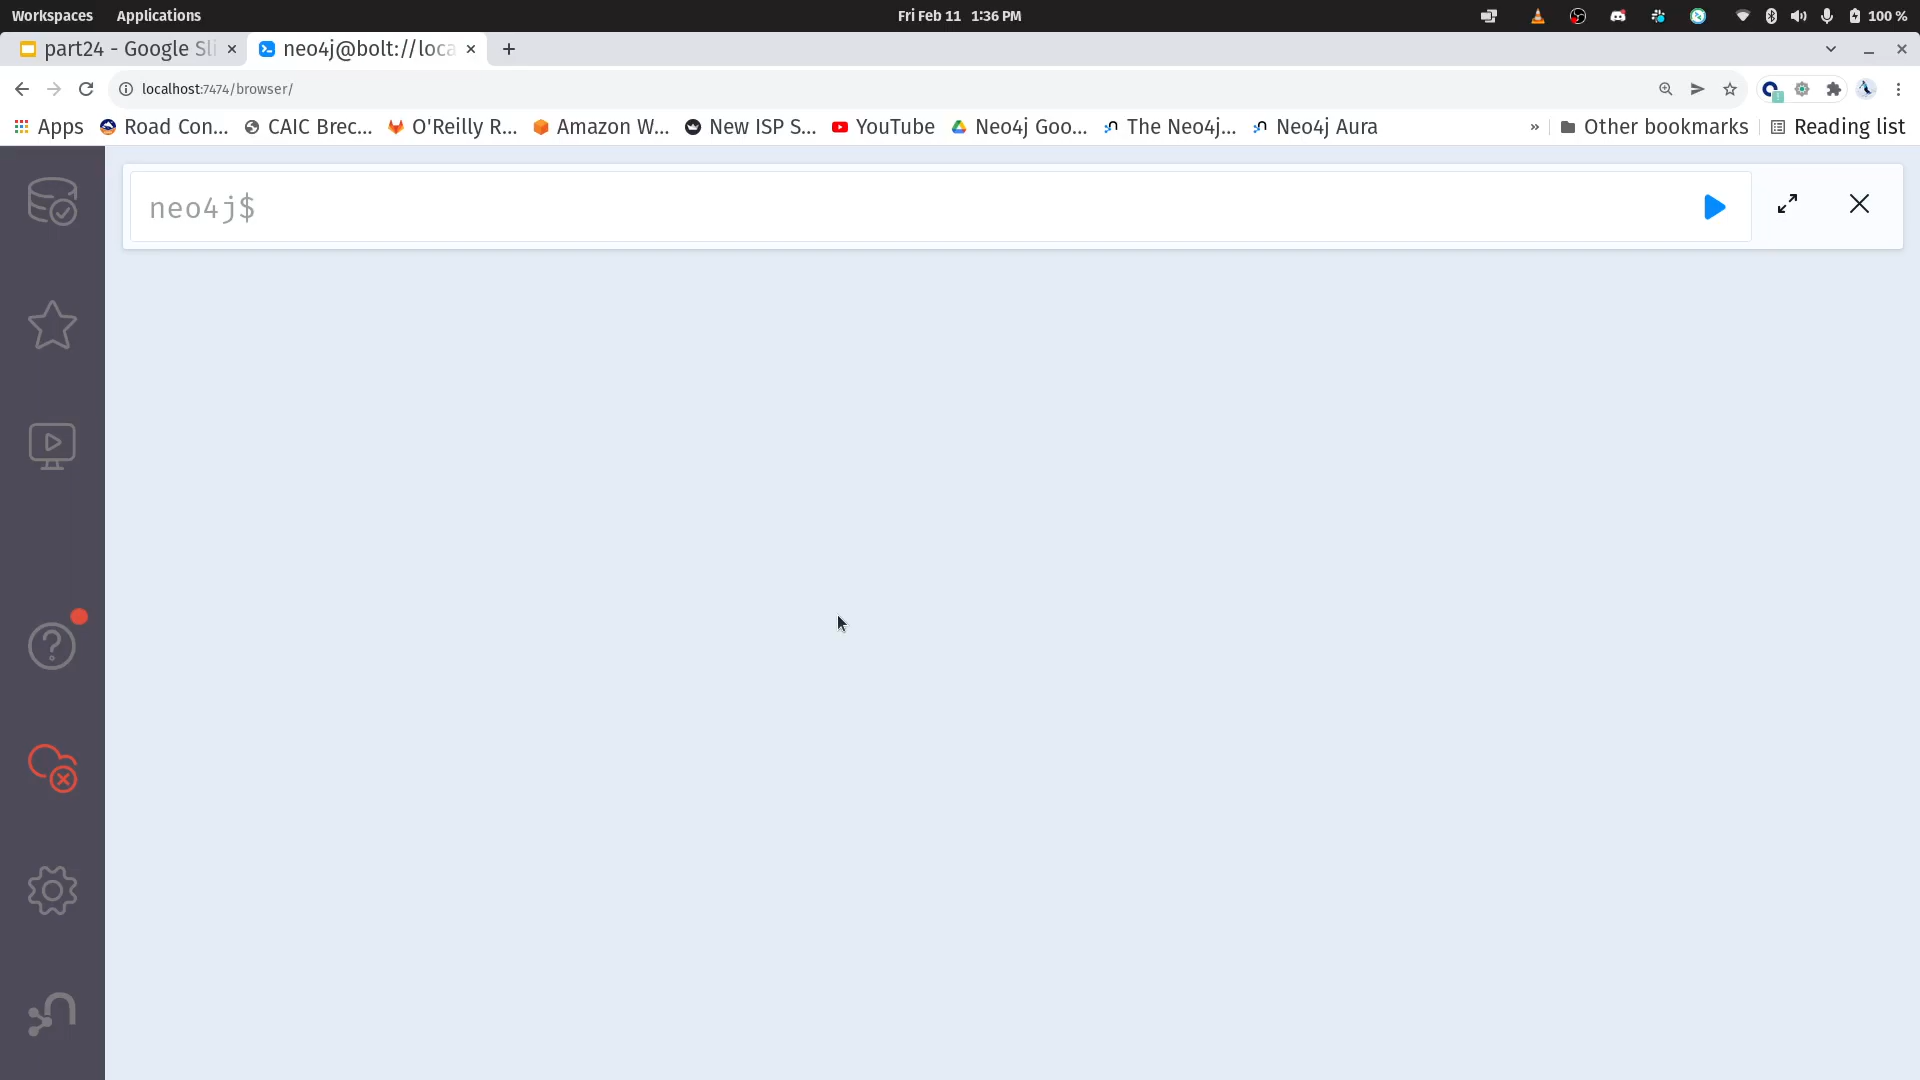 Workspaces Applications Fri Feb 11 1:36 PM 100 %
part24 - Google Sli neo4j@bolt://loca
localhost:7474/browser/
Apps Road Con... CAIC Brec... O'Reilly R... Amazon W... New ISP S... YouTube Neo4j Goo... The Neo4j... Neo4j Aura » Other bookmarks Reading list
neo4j$